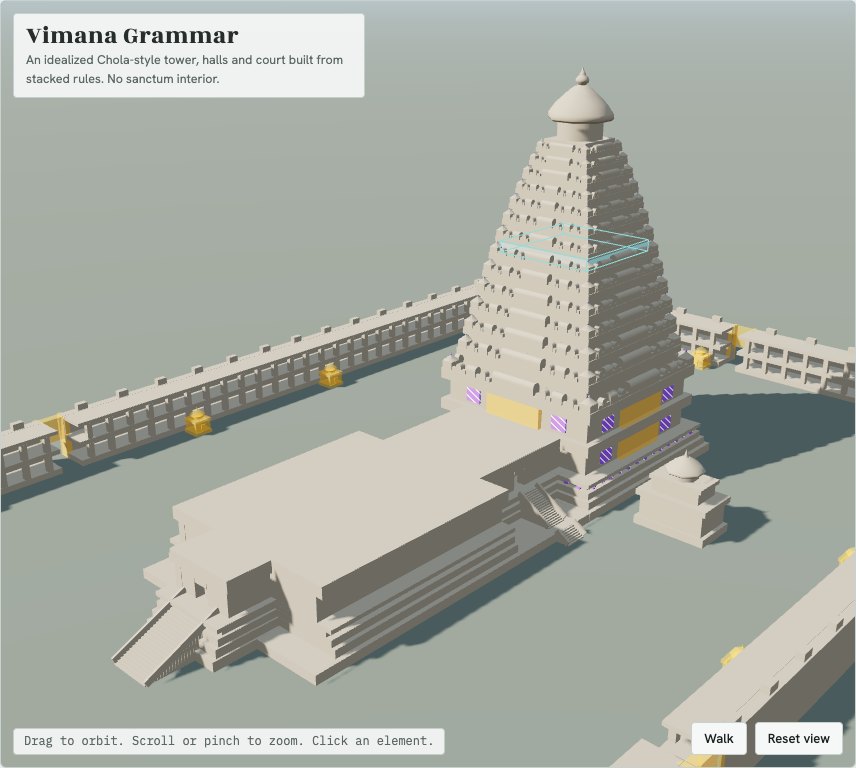 Vimana Grammar
An idealized Chola-style tower, halls and court built from
stacked rules. No sanctum interior.
Drag to orbit. Scroll or pinch to zoom. Click an element.
Walk
Reset view